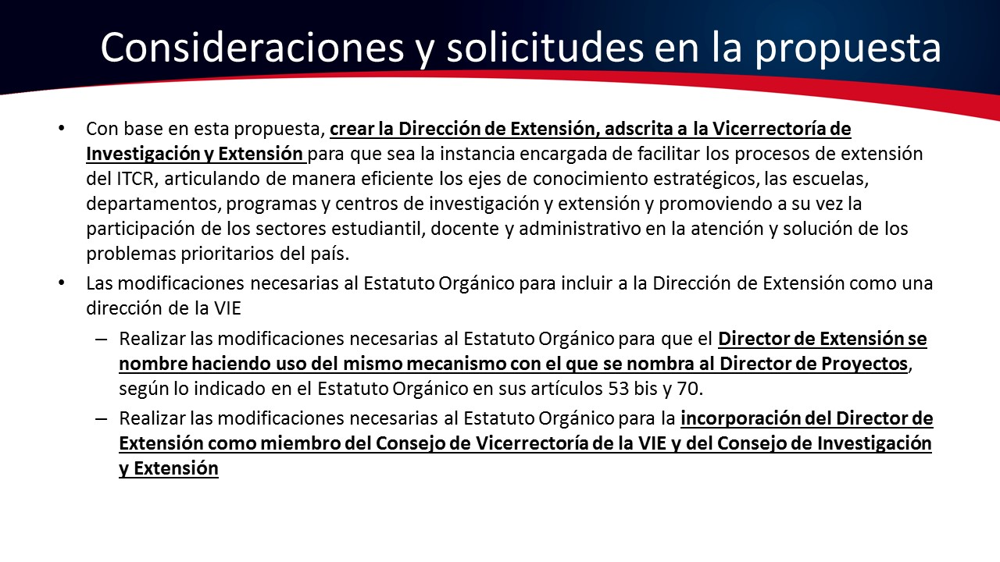 Consideraciones y solicitudes en la propuesta
• Con base en esta propuesta, crear la Dirección de Extensión, adscrita a la Vicerrectoría de
Investigación y Extensión para que sea la instancia encargada de facilitar los procesos de extensión
del ITCR, articulando de manera eficiente los ejes de conocimiento estratégicos, las escuelas,
departamentos, programas y centros de investigación y extensión y promoviendo a su vez la
participación de los sectores estudiantil, docente y administrativo en la atención y solución de los
problemas prioritarios del país.
• Las modificaciones necesarias al Estatuto Orgánico para incluir a la Dirección de Extensión como una
dirección de la VIE
– Realizar las modificaciones necesarias al Estatuto Orgánico para que el Director de Extensión se
nombre haciendo uso del mismo mecanismo con el que se nombra al Director de Proyectos,
según lo indicado en el Estatuto Orgánico en sus artículos 53 bis y 70.
– Realizar las modificaciones necesarias al Estatuto Orgánico para la incorporación del Director de
Extensión como miembro del Consejo de Vicerrectoría de la VIE y del Consejo de Investigación
y Extensión